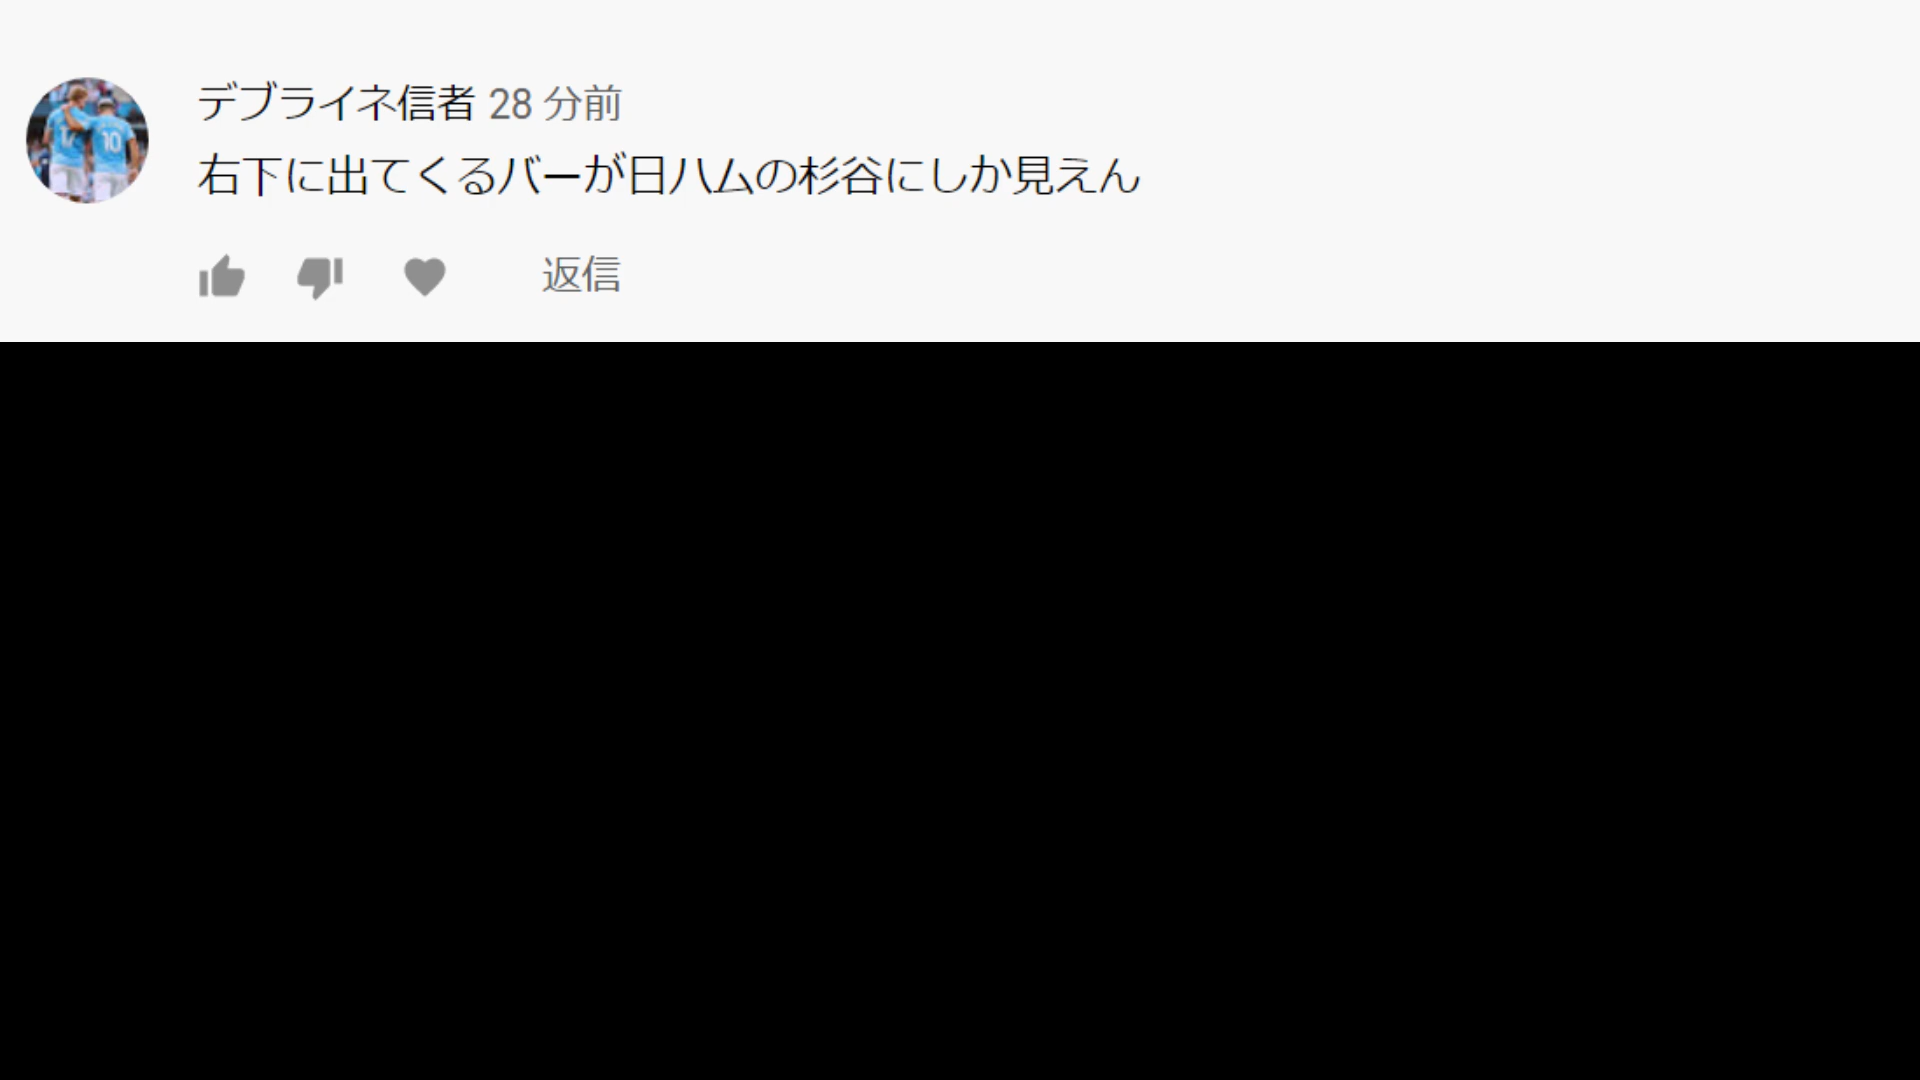 デブライネ信者 28 分前
右下に出てくるバーが日ハムの杉谷にしか見えん
返信